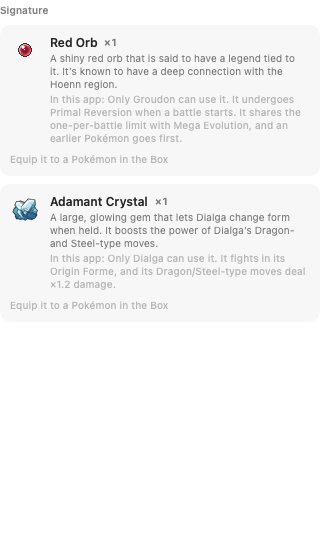 Signature
Red Orb ×1
A shiny red orb that is said to have a legend tied to
it. It's known to have a deep connection with the
Hoenn region.
In this app: Only Groudon can use it. It undergoes
Primal Reversion when a battle starts. It shares the
one-per-battle limit with Mega Evolution, and an
earlier Pokémon goes first.
Equip it to a Pokémon in the Box
Adamant Crystal ×1
A large, glowing gem that lets Dialga change form
when held. It boosts the power of Dialga's Dragon-
and Steel-type moves.
In this app: Only Dialga can use it. It fights in its
Origin Forme, and its Dragon/Steel-type moves deal
×1.2 damage.
Equip it to a Pokémon in the Box